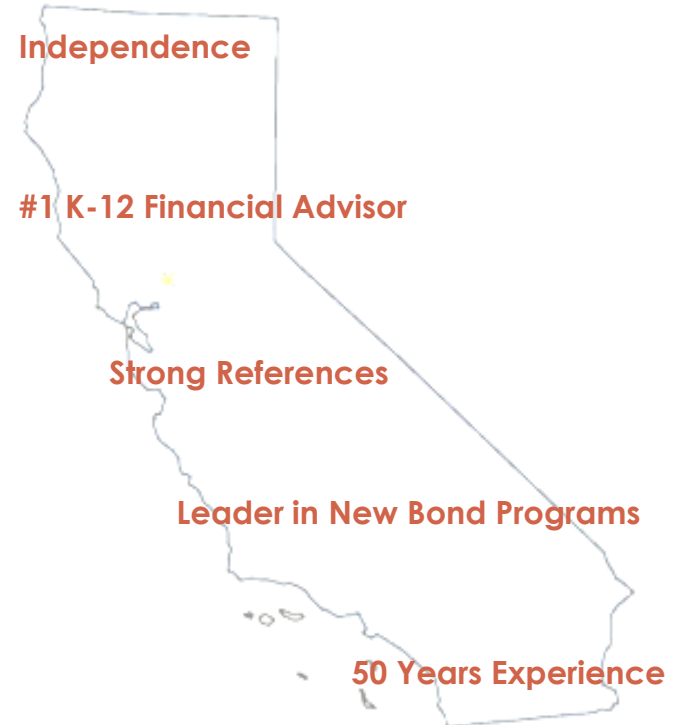 Independence
#1 K-12 Financial Advisor
Strong References
Leader in New Bond Programs
50 Years Experience